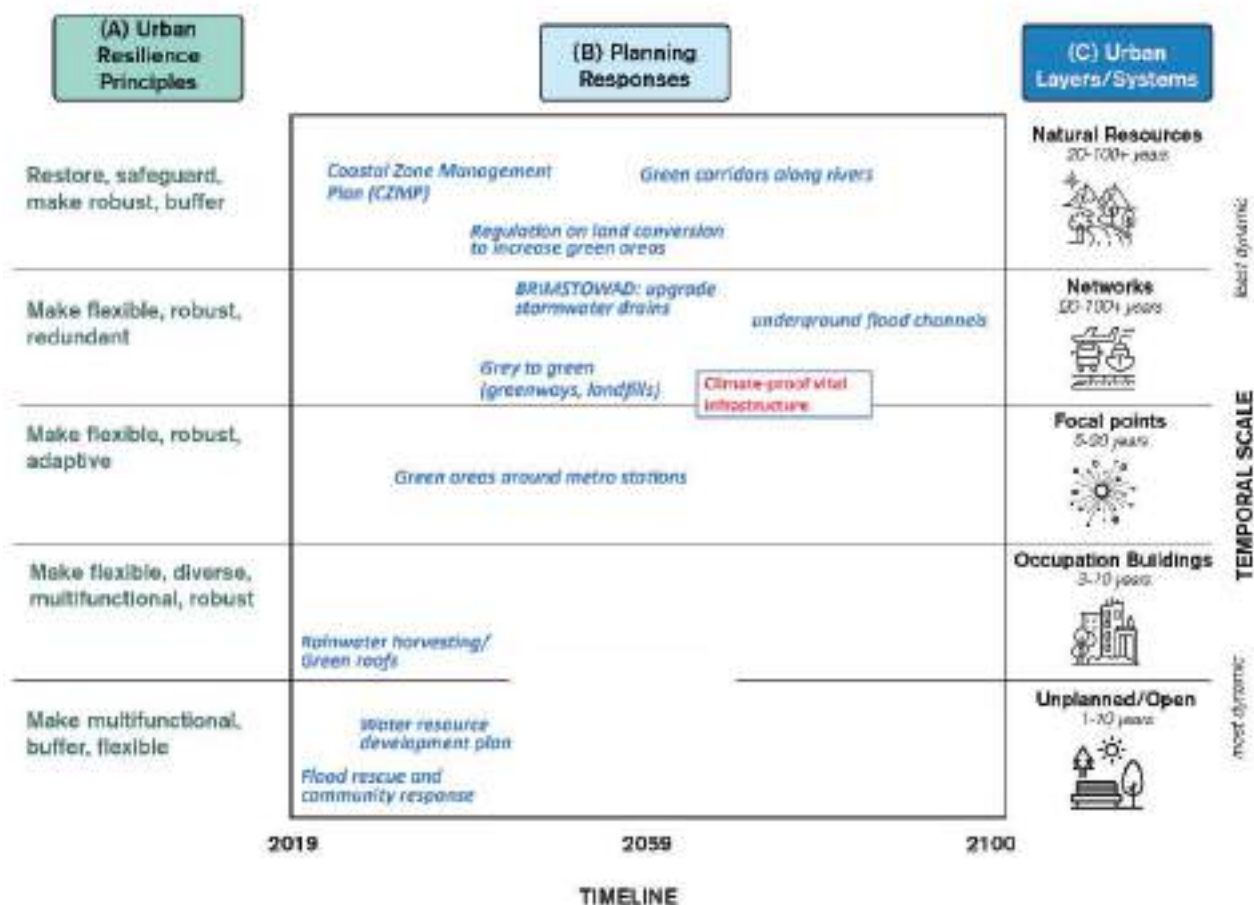 (A) Urban
Resilience
Principles
(B) Planning
Responses
(C) Urban
Layers/Systems
Restore, safeguard,
make robust, buffer
Coastal Zone Management
Plan (CZMP)
Green corridors along rivers
Regulation on land conversion
to increase green areas
Natural Resources
20-100+ years
least dynamic
Make flexible, robust,
redundant
BRIMSTOWAD: upgrade
stormwater drains
underground flood channels
Grey to green
(greenways, landfills)
Climate-proof vital
infrastructure
Networks
20-100+ years
Make flexible, robust,
adaptive
Green areas around metro stations
Focal points
5-20 years
TEMPORAL SCALE
Make flexible, diverse,
multifunctional, robust
Rainwater harvesting/
Green roofs
Occupation Buildings
3-10 years
Make multifunctional,
buffer, flexible
Water resource
development plan
Flood rescue and
community response
Unplanned/Open
1-10 years
most dynamic
2019
2059
2100
TIMELINE